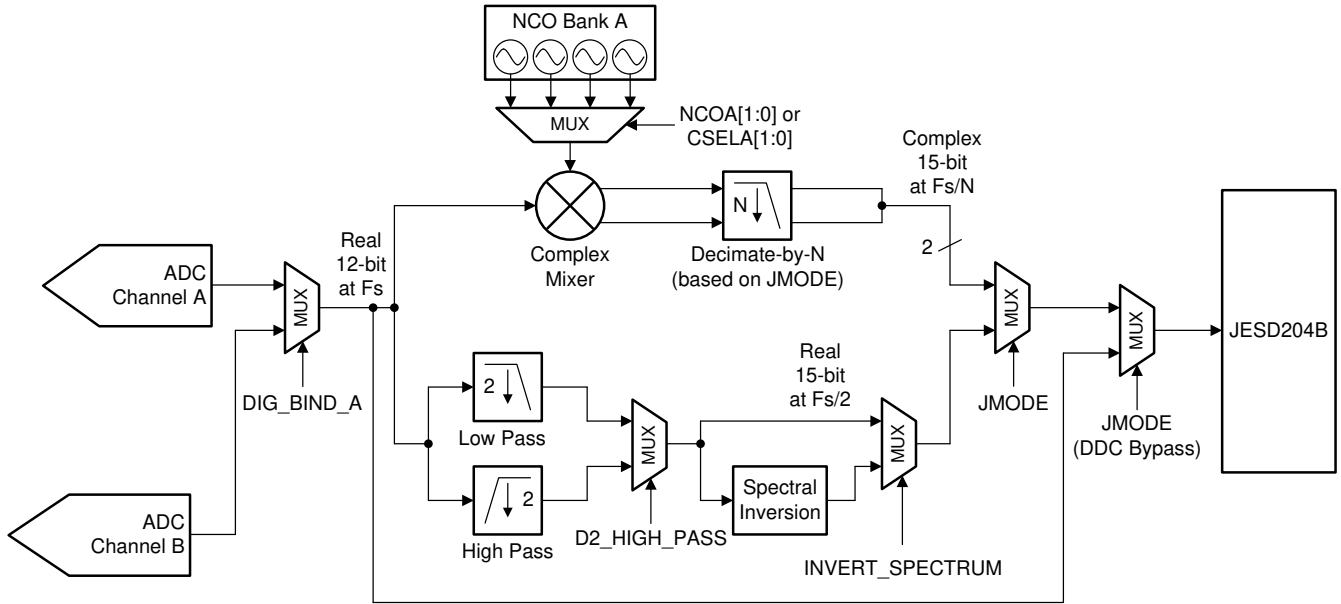 NCO Bank A
MUX
NCOA[1:0] or
CSELA[1:0]
Complex
15-bit
at Fs/N
N
Complex
Mixer
Decimate-by-N
(based on JMODE)
2
Real
12-bit
at Fs
ADC
Channel A
MUX
DIG_BIND_A
MUX
JMODE
MUX
JMODE
(DDC Bypass)
JESD204B
2
Low Pass
2
High Pass
MUX
D2_HIGH_PASS
Real
15-bit
at Fs/2
Spectral
Inversion
MUX
INVERT_SPECTRUM
ADC
Channel B